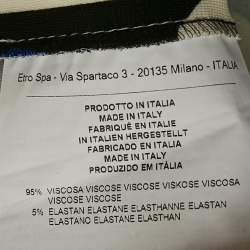 Etro Spa - Via Spartaco 3 - 20135 Milano - ITALIA
PRODOTTO IN ITALIA
MADE IN ITALY
FABRIQUÉ EN ITALIE
IN ITALIEN HERGESTELLT
FABRICADO EN ITALIA
MADE IN ITALY
PRODUZIDO EM ITÁLIA
95% VISCOSA VISCOSE VISCOSE VISKOSE VISCOSA
VISCOSE VISCOSE
5% ELASTAN ELASTANE ELASTHANNE ELASTAN
ELASTANO ELASTANE ELASTHAN